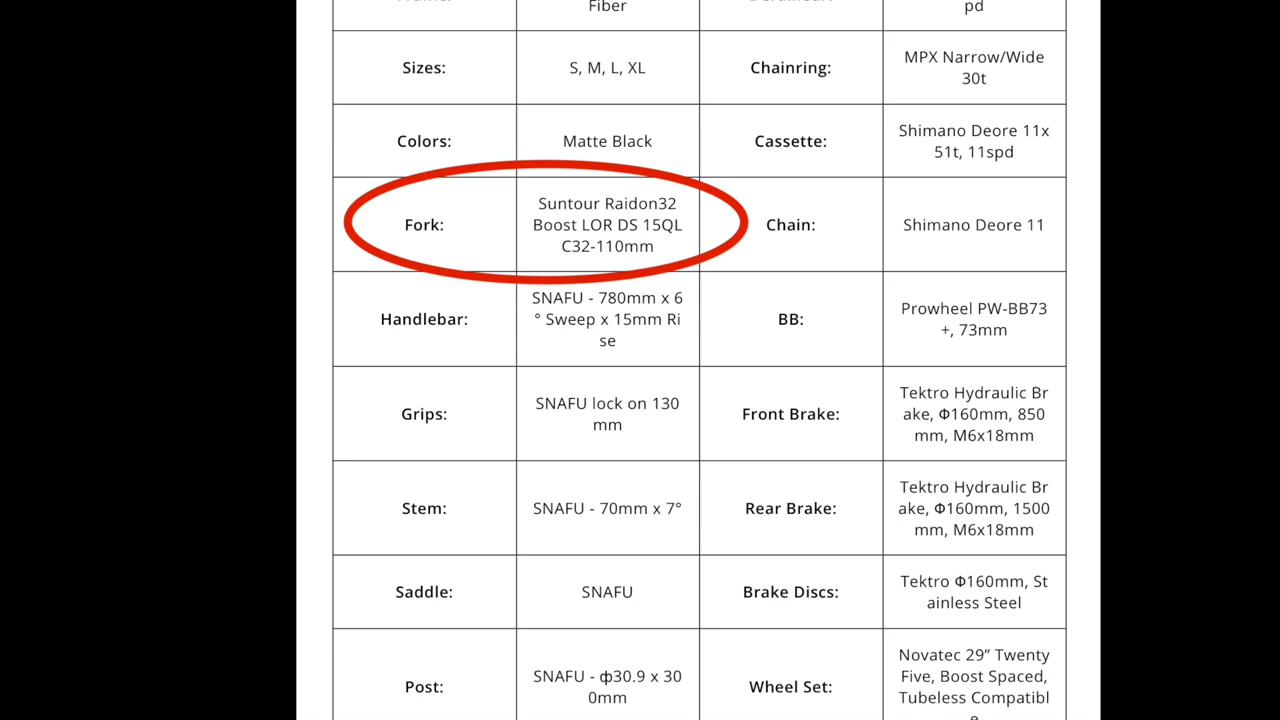 Fiber
pd
Sizes:
S, M, L, XL
Chainring:
MPX Narrow/Wide
30t
Colors:
Matte Black
Cassette:
Shimano Deore 11x
51t, 11spd
Fork:
Suntour Raidon32
Boost LOR DS 15QL
C32-110mm
Chain:
Shimano Deore 11
Handlebar:
SNAFU - 780mm x 6
° Sweep x 15mm Ri
se
BB:
Prowheel PW-BB73
+, 73mm
Grips:
SNAFU lock on 130
mm
Front Brake:
Tektro Hydraulic Br
ake, Φ160mm, 850
mm, M6x18mm
Stem:
SNAFU - 70mm x 7°
Rear Brake:
Tektro Hydraulic Br
ake, Φ160mm, 1500
mm, M6x18mm
Saddle:
SNAFU
Brake Discs:
Tektro Φ160mm, St
ainless Steel
Post:
SNAFU - ф30.9 x 30
0mm
Wheel Set:
Novatec 29” Twenty
Five, Boost Spaced,
Tubeless Compatibl
e